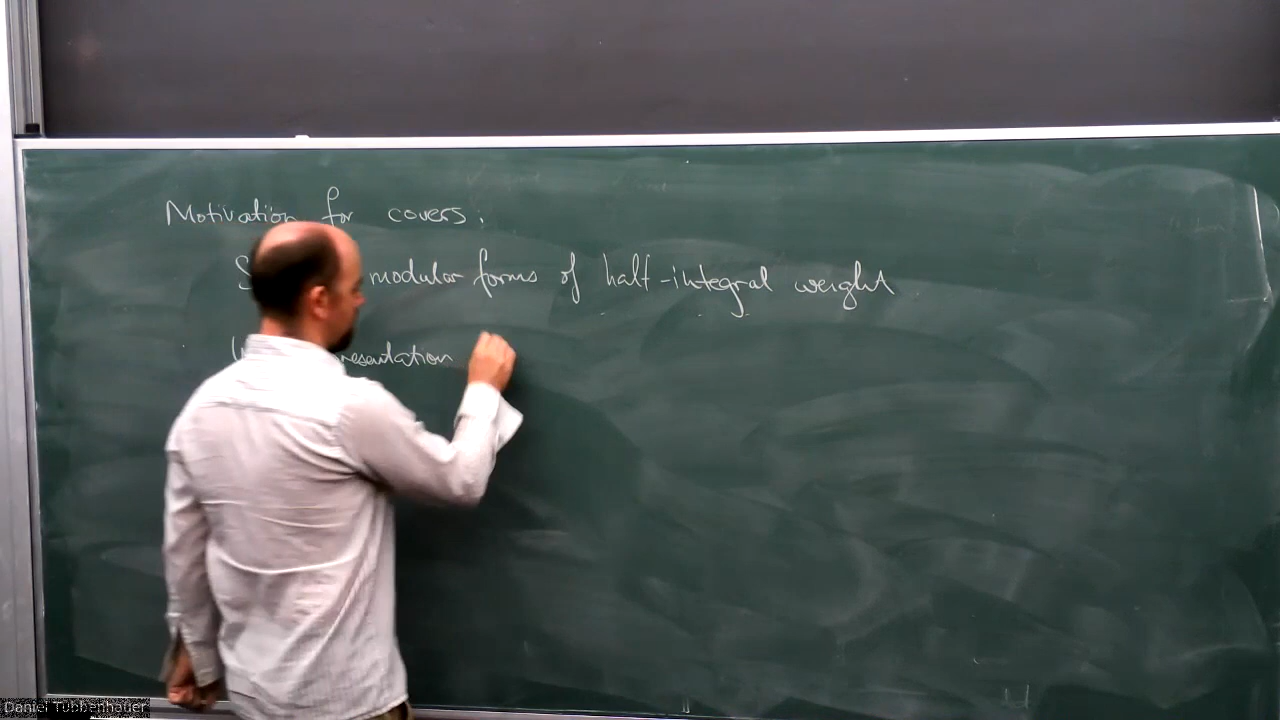 Motivation for covers:
modular forms of half-integral weight
resentation
Daniel Tubbenhauer